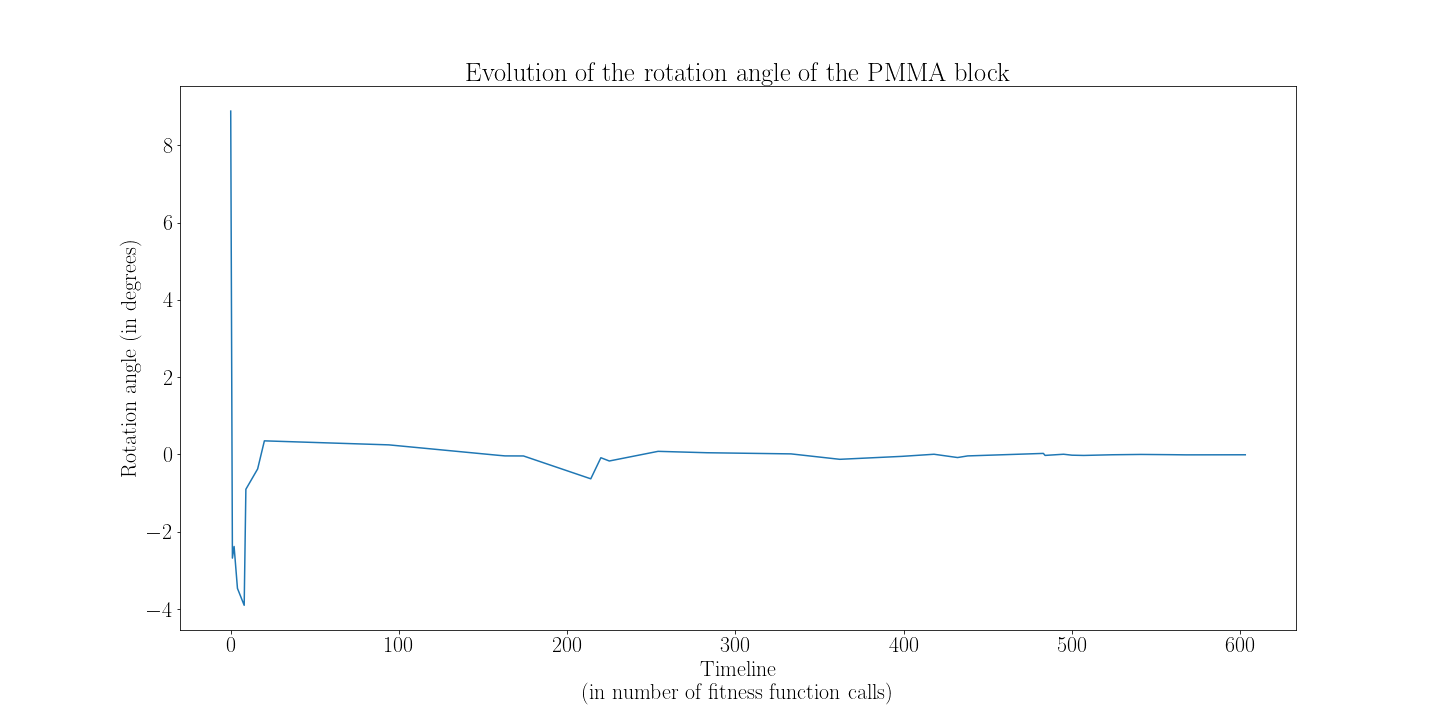 Evolution of the rotation angle of the PMMA block
Rotation angle (in degrees)
8
6
4
2
0
−2
−4
0 100 200 300 400 500 600
Timeline
(in number of fitness function calls)